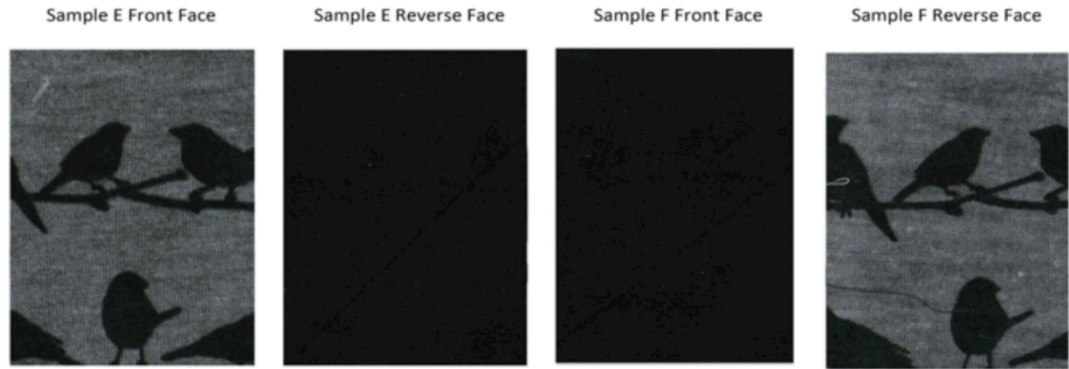 Sample E Front Face
Sample E Reverse Face
Sample F Front Face
Sample F Reverse Face